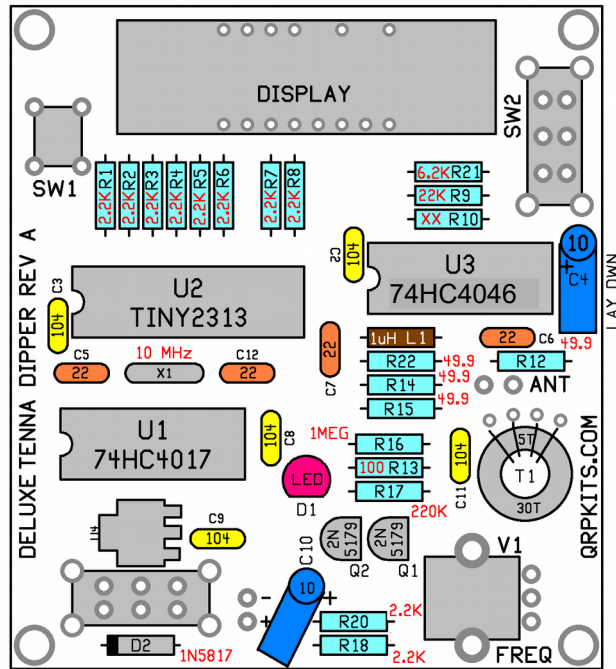 DISPLAY
SW2
SW1
2.2K R1
2.2K R2
2.2K R3
2.2K R4
2.2K R5
2.2K R6
2.2K R7
2.2K R8
6.2K R21
22K R9
XX R10
DELUXE TENNA DIPPER REV A
C3
104
U2
TINY2313
C2
104
U3
74HC4046
10
+
C4
LAY DWN
C5
22
10 MHz
X1
C12
22
22
C7
1uH L1
R22
49.9
R14
49.9
R15
49.9
22
C6
49.9
R12
ANT
U1
74HC4017
104
C8
1MEG
R16
100 R13
R17
220K
LED
D1
104
C11
5T
T1
30T
QRPKITS.COM
U4
C9
104
C10
10
+
2N
5179
Q2
2N
5179
Q1
V1
FREQ
-
+
R20
2.2K
R18
2.2K
D2
1N5817